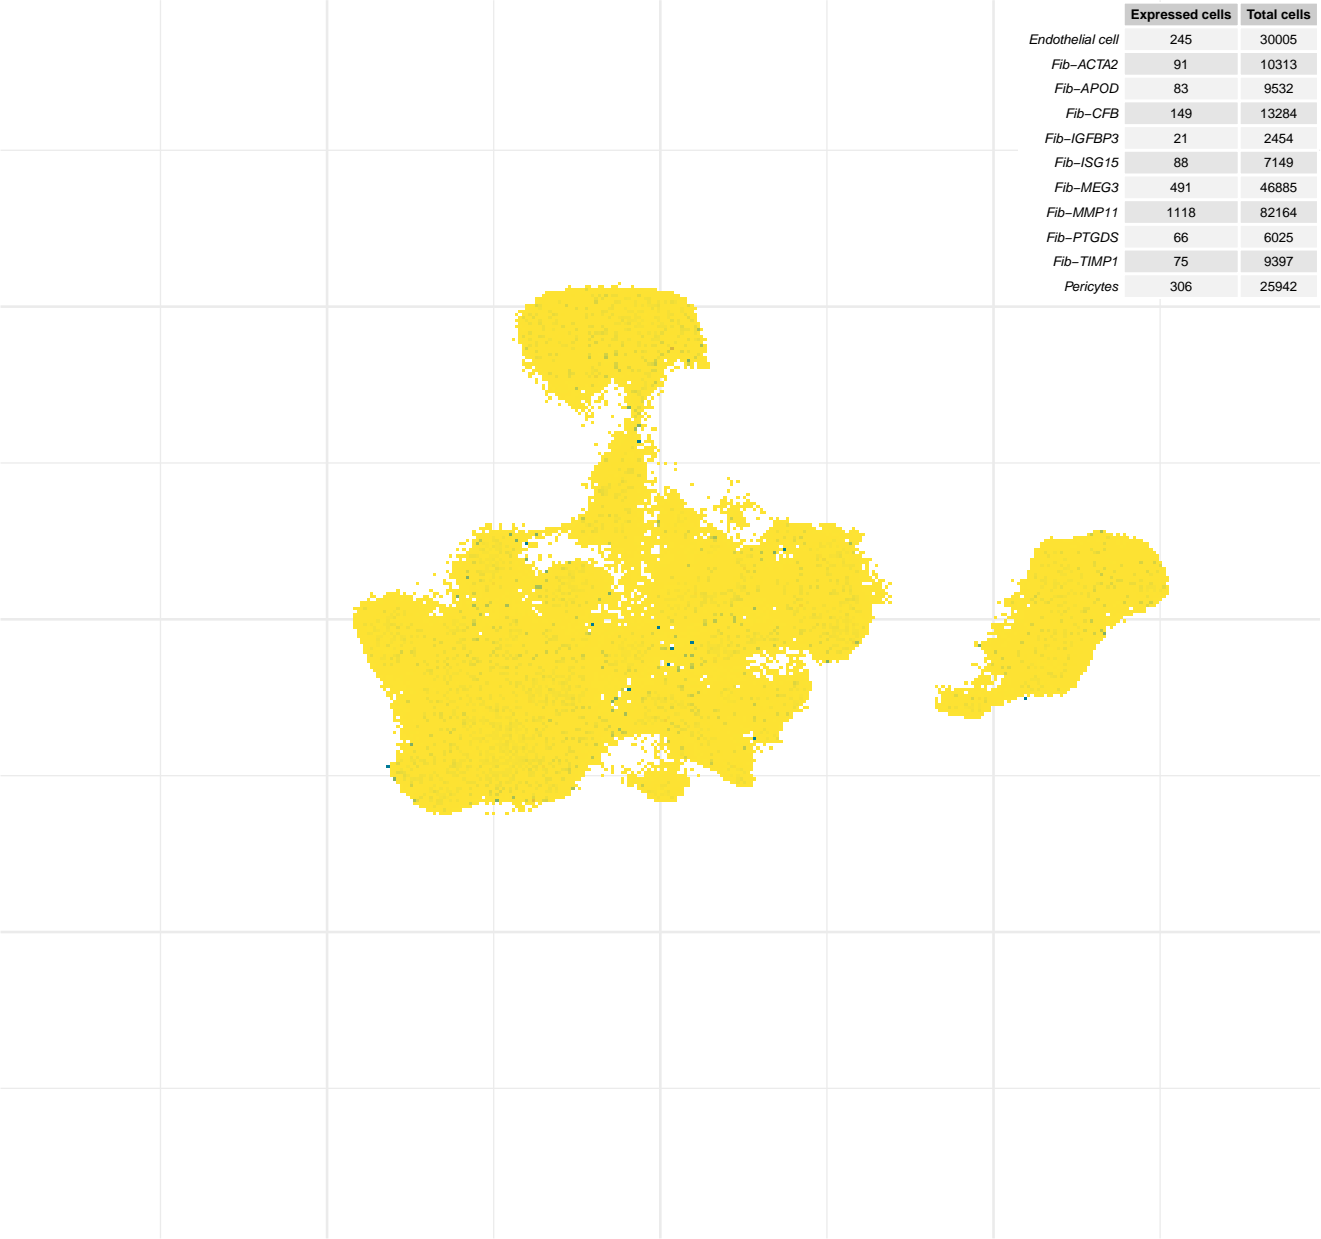 Expressed cells Total cells
Endothelial cell 245 30005
Fib−ACTA2 91 10313
Fib−APOD 83 9532
Fib−CFB 149 13284
Fib−IGFBP3 21 2454
Fib−ISG15 88 7149
Fib−MEG3 491 46885
Fib−MMP11 1118 82164
Fib−PTGDS 66 6025
Fib−TIMP1 75 9397
Pericytes 306 25942